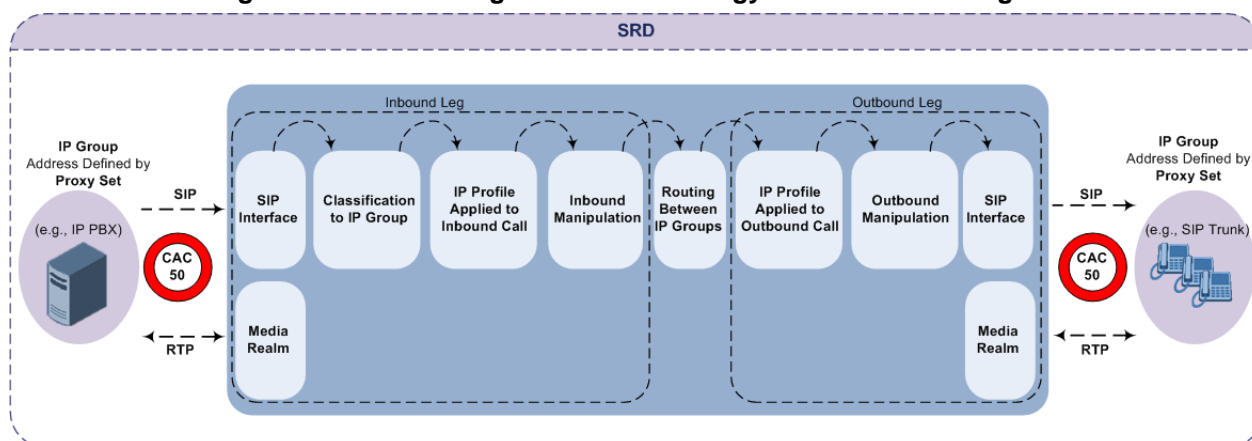 SRD
Inbound Leg
Outbound Leg
IP Group
Address Defined by
Proxy Set
(e.g., IP PBX)
SIP
CAC
50
RTP
SIP
Interface
Classification
to IP Group
IP Profile
Applied to
Inbound Call
Inbound
Manipulation
Routing
Between
IP Groups
IP Profile
Applied to
Outbound Call
Outbound
Manipulation
SIP
Interface
Media
Realm
Media
Realm
SIP
CAC
50
RTP
IP Group
Address Defined by
Proxy Set
(e.g., SIP Trunk)